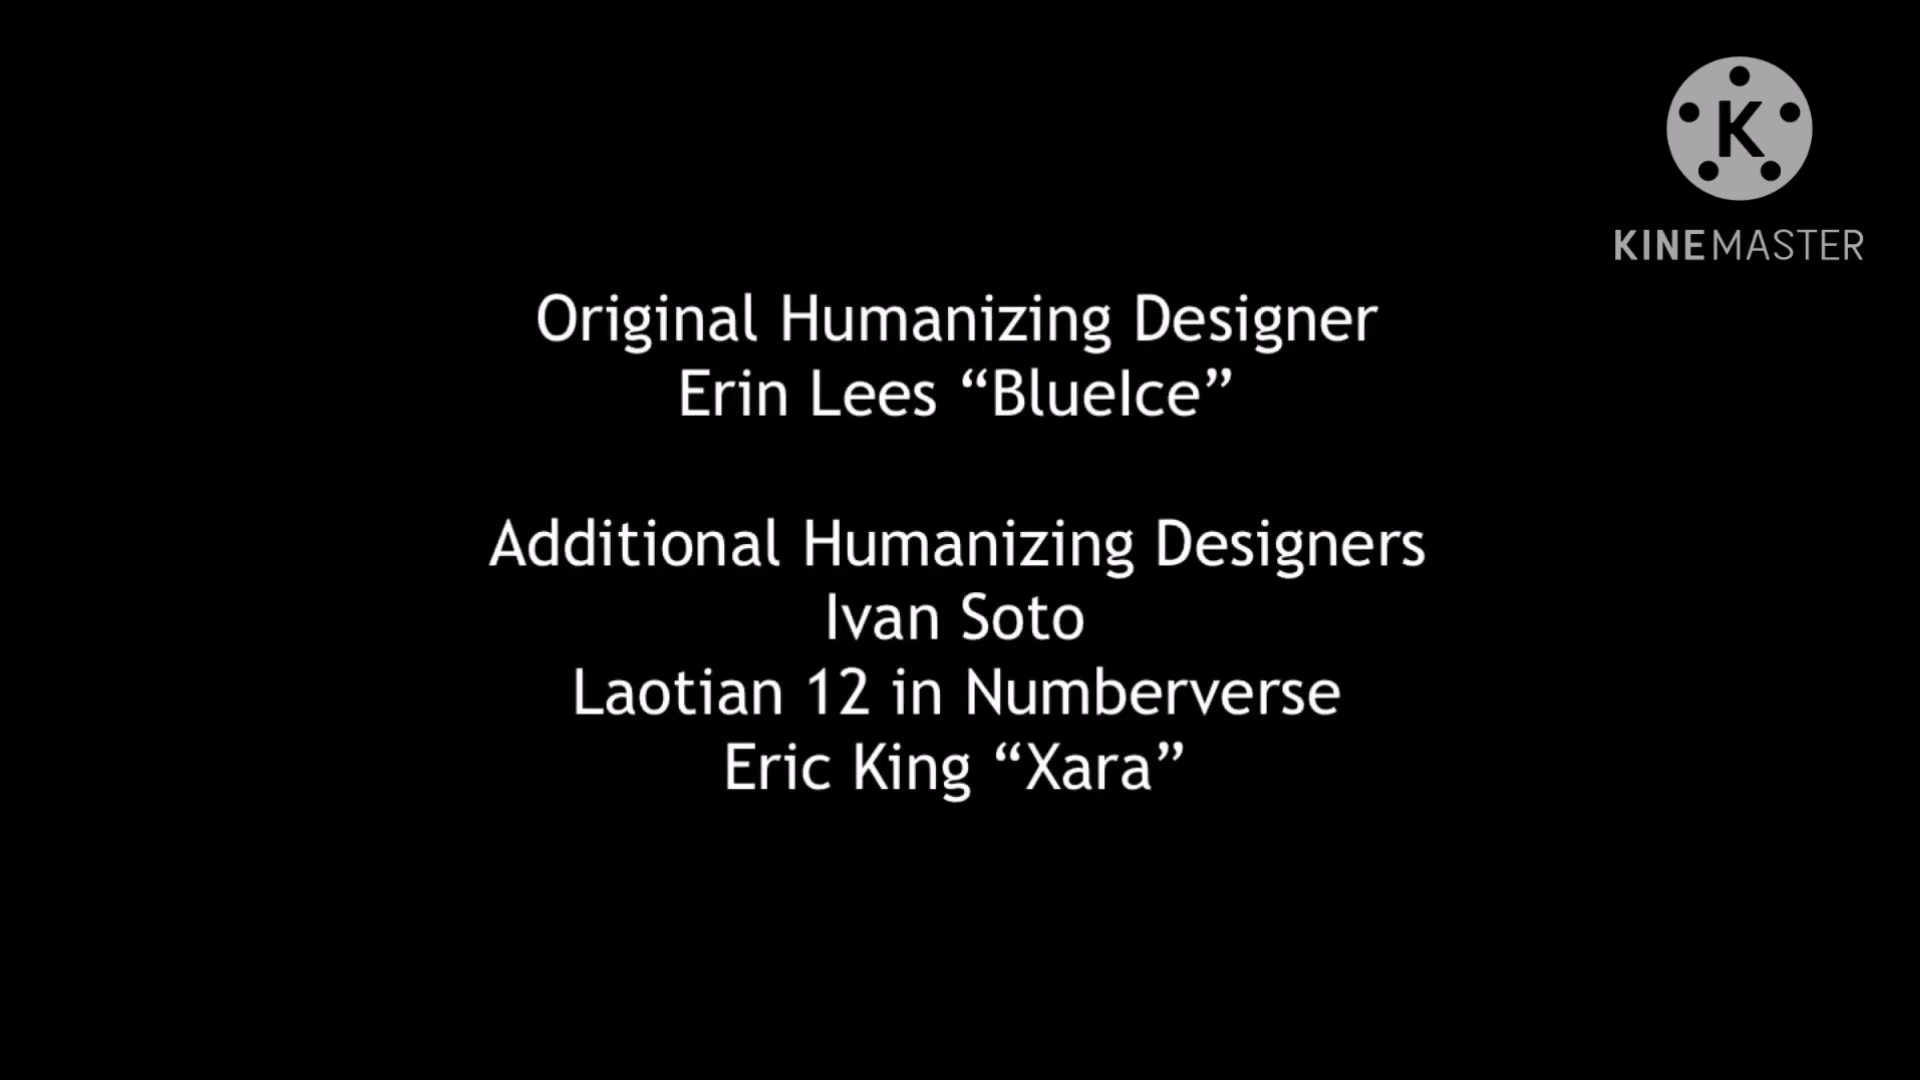 K
KINEMASTER
Original Humanizing Designer
Erin Lees “BlueIce”
Additional Humanizing Designers
Ivan Soto
Laotian 12 in Numberverse
Eric King “Xara”